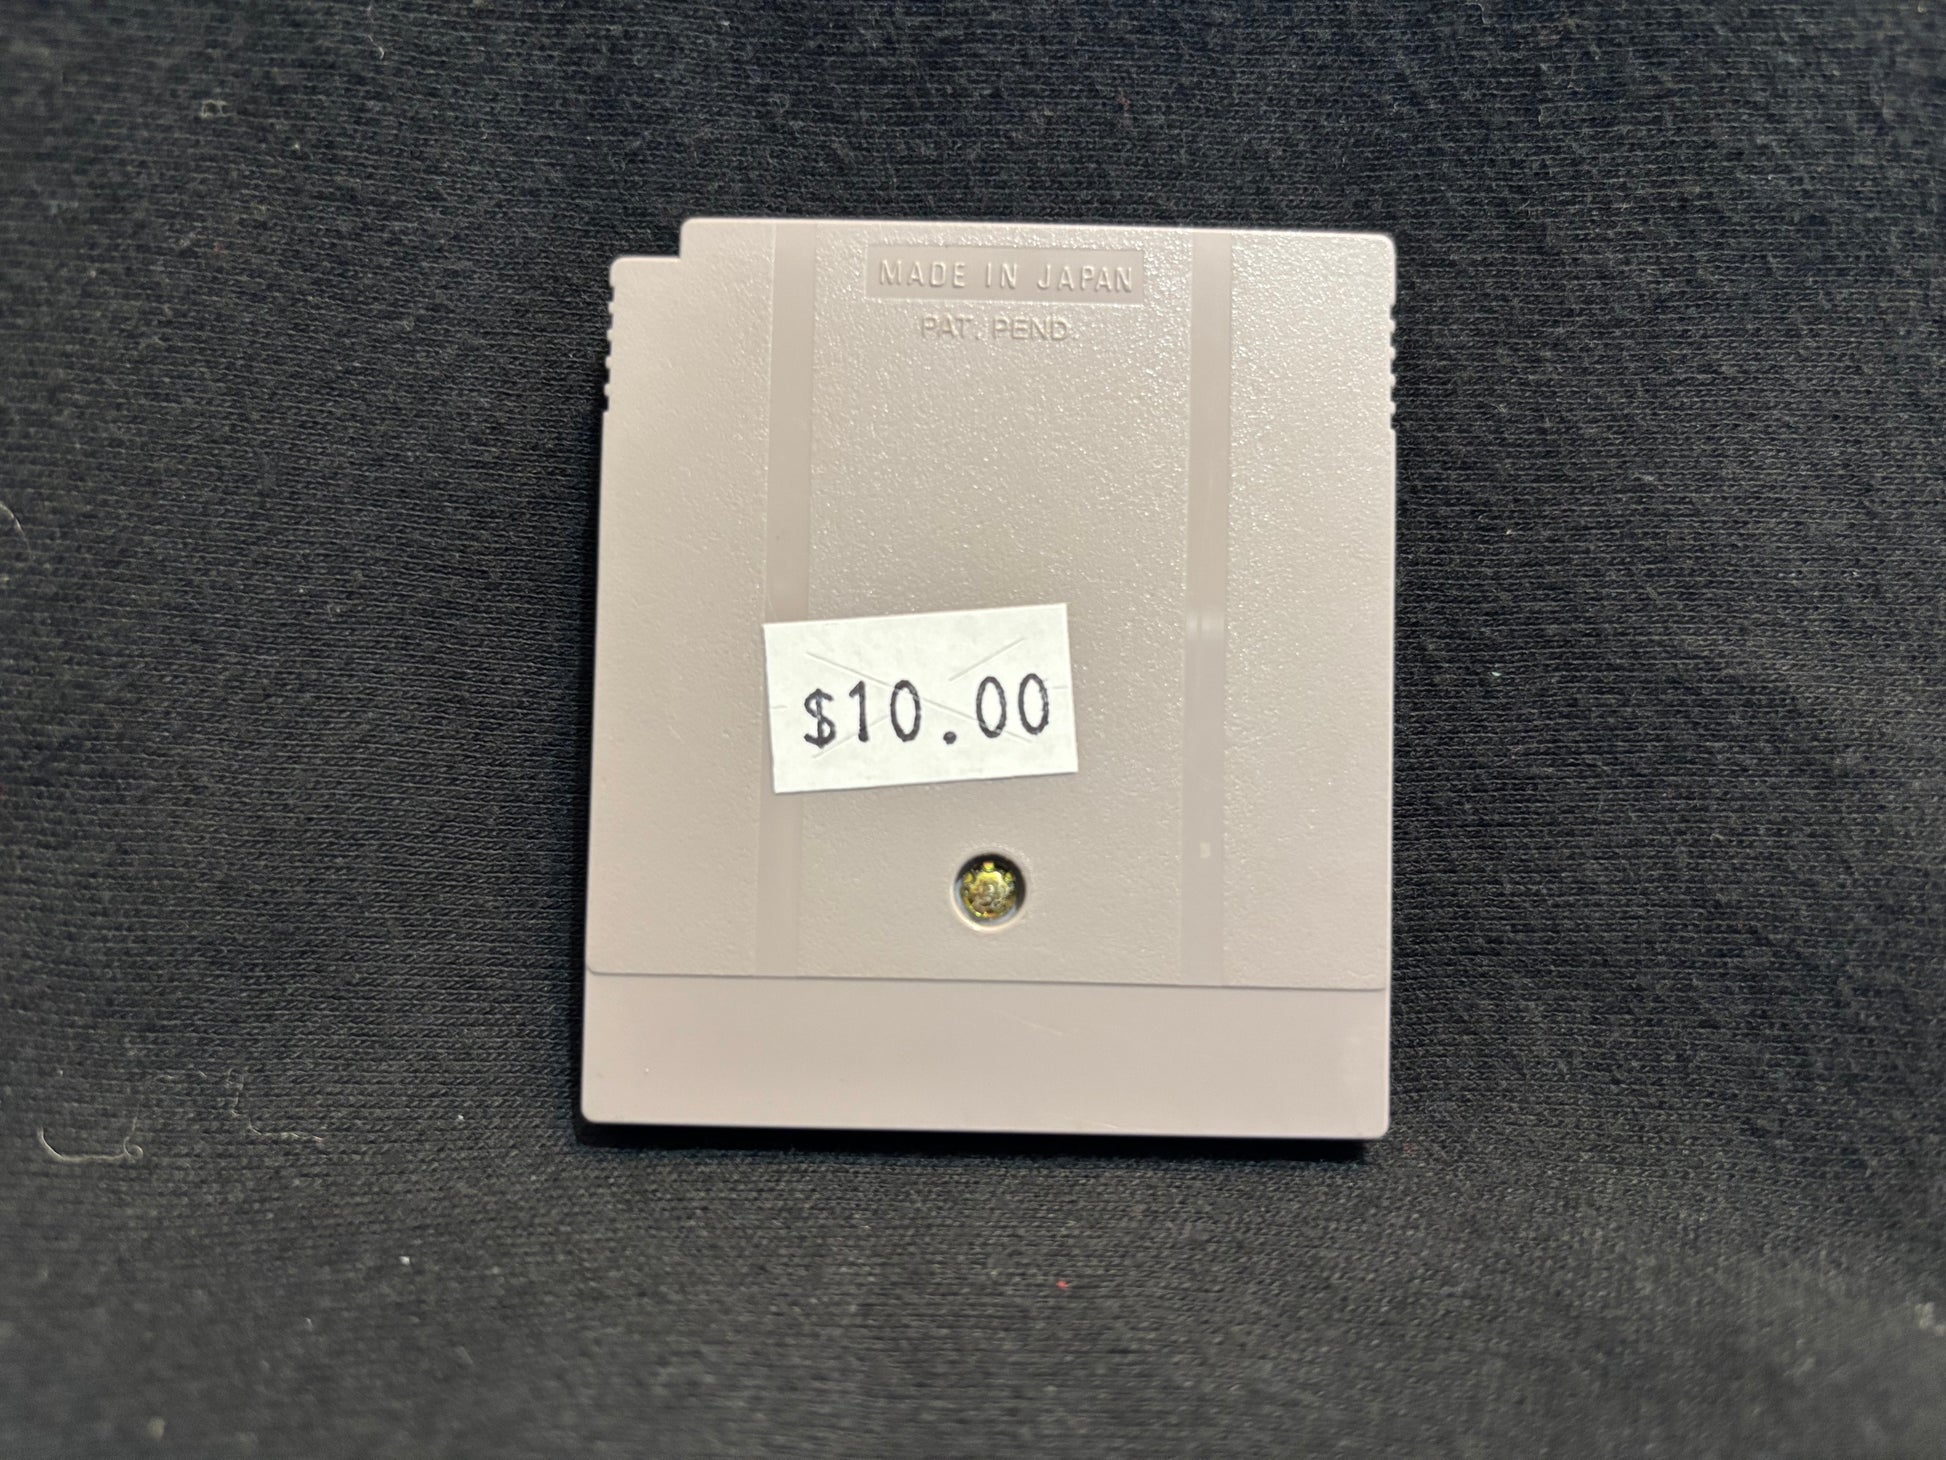 MADE IN JAPAN
PAT. PEND.
$10.00